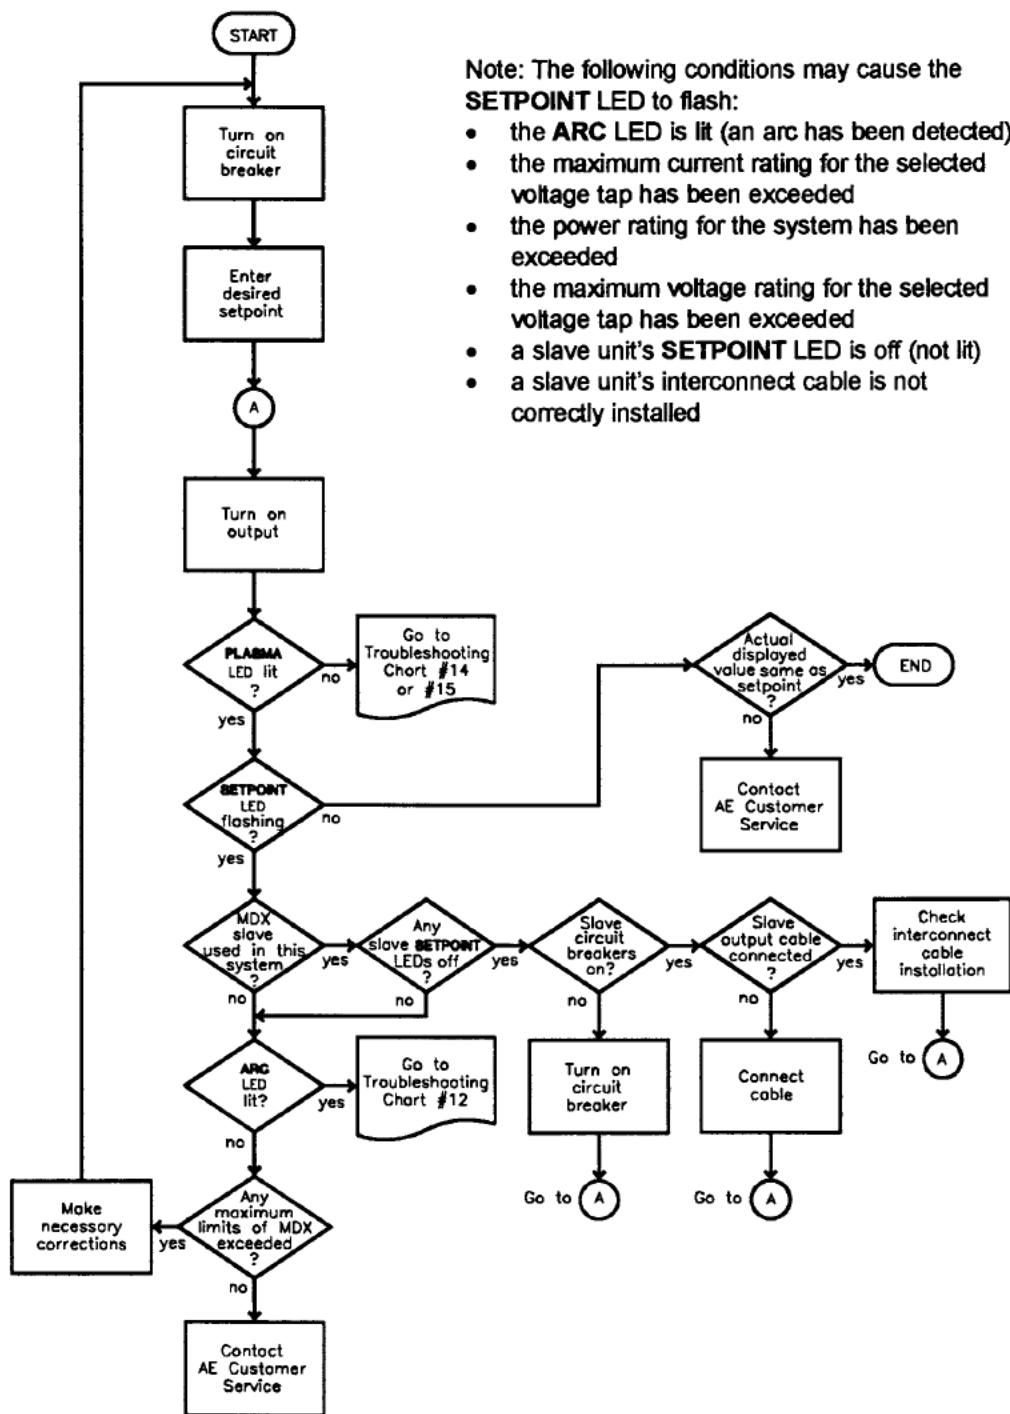 START
Note: The following conditions may cause the
SETPOINT LED to flash:
• the ARC LED is lit (an arc has been detected)
• the maximum current rating for the selected
voltage tap has been exceeded
• the power rating for the system has been
exceeded
• the maximum voltage rating for the selected
voltage tap has been exceeded
• a slave unit's SETPOINT LED is off (not lit)
• a slave unit's interconnect cable is not
correctly installed
Turn on
circuit
breaker
Enter
desired
setpoint
A
Turn on
output
PLASMA
LED lit
?
no
yes
Go to
Troubleshooting
Chart #14
or #15
Actual
displayed
value same as
setpoint
?
yes
no
END
Contact
AE Customer
Service
SETPOINT
LED
flashing
?
no
yes
MDX
slave
used in this
system
?
yes
no
Any
slave SETPOINT
LEDs off
?
yes
no
Slave
circuit
breakers
on?
yes
no
Slave
output cable
connected
?
yes
no
Check
interconnect
cable
installation
Go to A
Turn on
circuit
breaker
Go to A
Connect
cable
Go to A
ARC
LED
lit?
yes
no
Go to
Troubleshooting
Chart #12
Any
maximum
limits of MDX
exceeded
?
yes
no
Make
necessary
corrections
Contact
AE Customer
Service